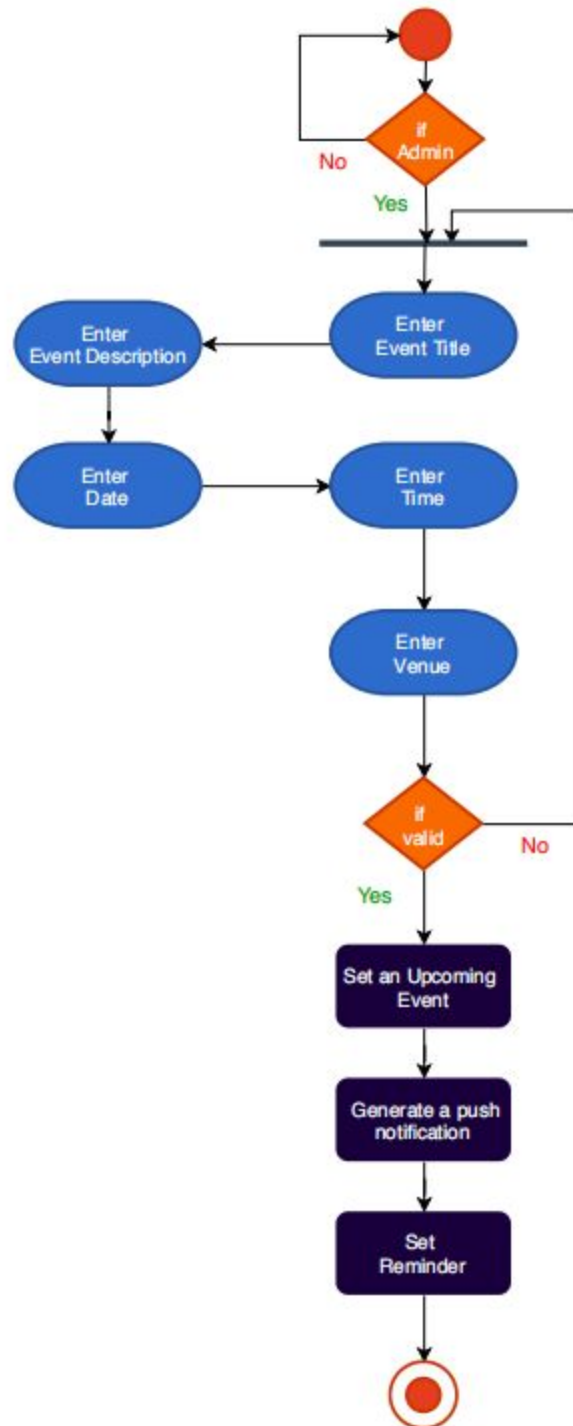 if
Admin
No
Yes
Enter
Event Title
Enter
Event Description
Enter
Date
Enter
Time
Enter
Venue
if
valid
No
Yes
Set an Upcoming
Event
Generate a push
notification
Set
Reminder